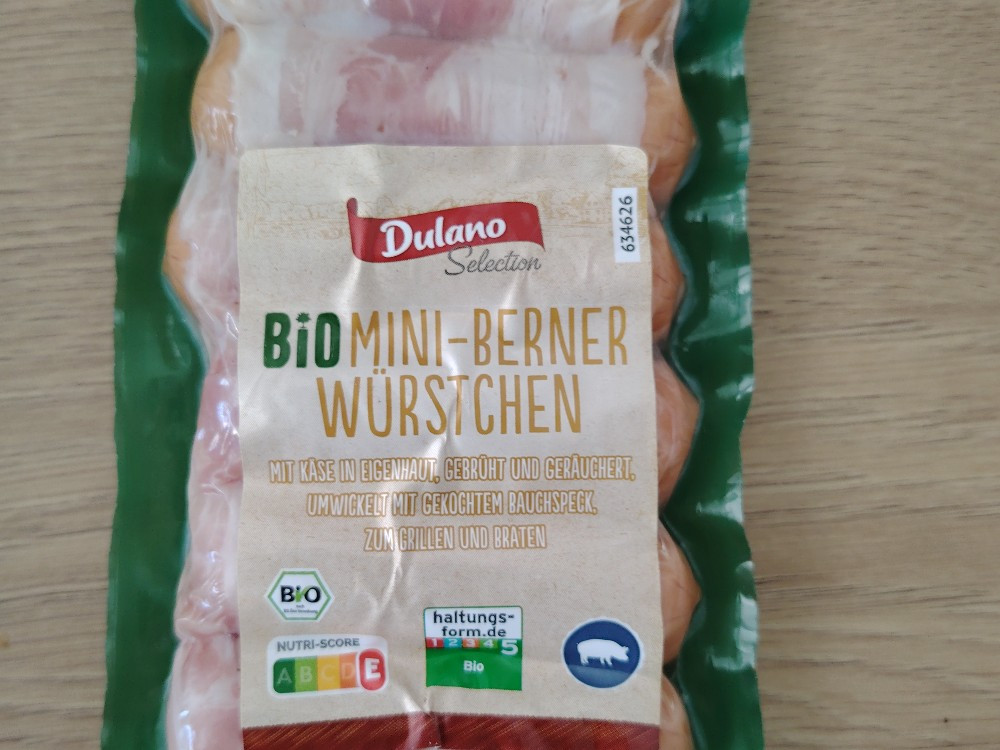 Dulano
Selection
634626
BiO MINI-BERNER
WÜRSTCHEN
MIT KÄSE IN EIGENHAUT, GEBRÜHT UND GERÄUCHERT,
UMWICKELT MIT GEKOCHTEM BAUCHSPECK,
ZUM GRILLEN UND BRATEN
BIO
NUTRI-SCORE
A B C D E
haltungs-
form.de
1 2 3 4 5
Bio